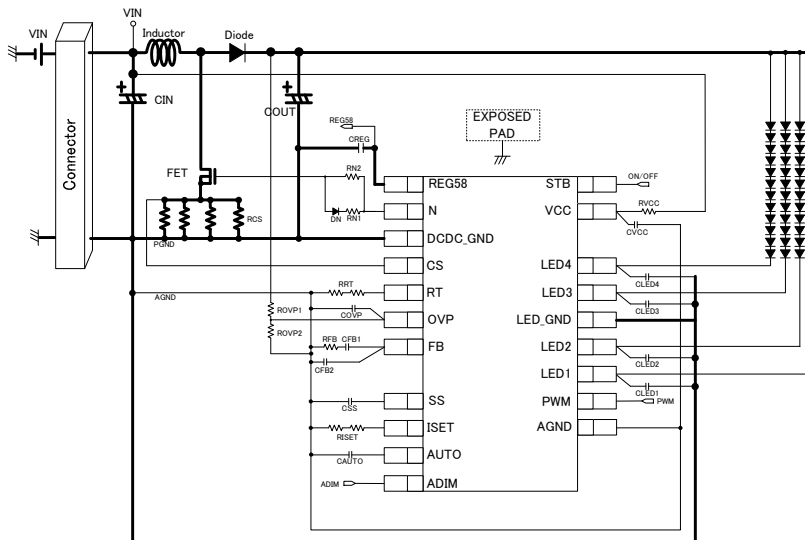 VIN
VIN
Inductor
Diode
Connector
CIN
COUT
REG58
CREG
EXPOSED
PAD
FET
RN2
DN
RN1
RCS
PGND
REG58
N
DCDC_GND
CS
RT
OVP
FB
SS
ISET
AUTO
ADIM
STB
VCC
LED4
LED3
LED_GND
LED2
LED1
PWM
AGND
ON/OFF
RVCC
CVCC
CLED4
CLED3
CLED2
CLED1
PWM
AGND
RRT
ROVP1
COVP
ROVP2
RFB
CFB1
CFB2
CSS
RISET
CAUTO
ADIM